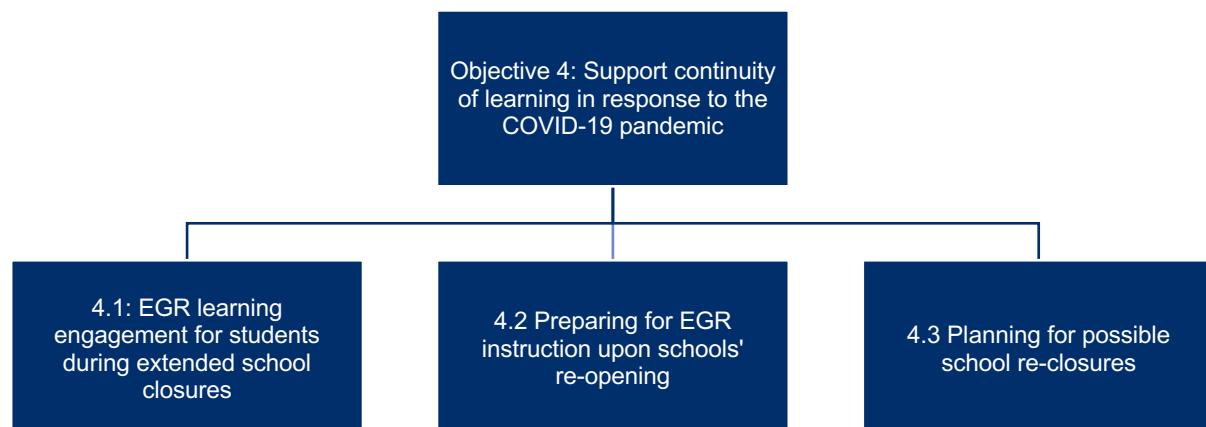 Objective 4: Support continuity
of learning in response to the
COVID-19 pandemic
4.1: EGR learning
engagement for students
during extended school
closures
4.2 Preparing for EGR
instruction upon schools'
re-opening
4.3 Planning for possible
school re-closures